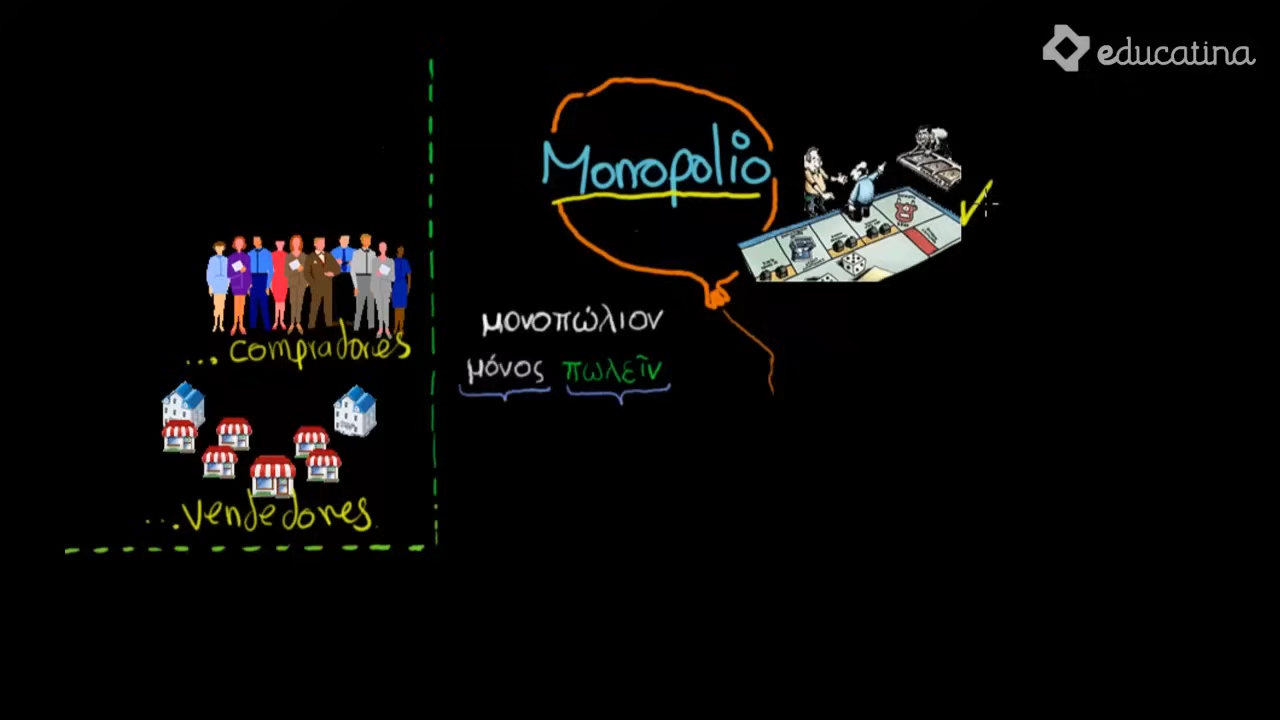 educatina
Monopolio
... compradores
μονοπώλιον
μόνος πωλεῖν
...vendedores